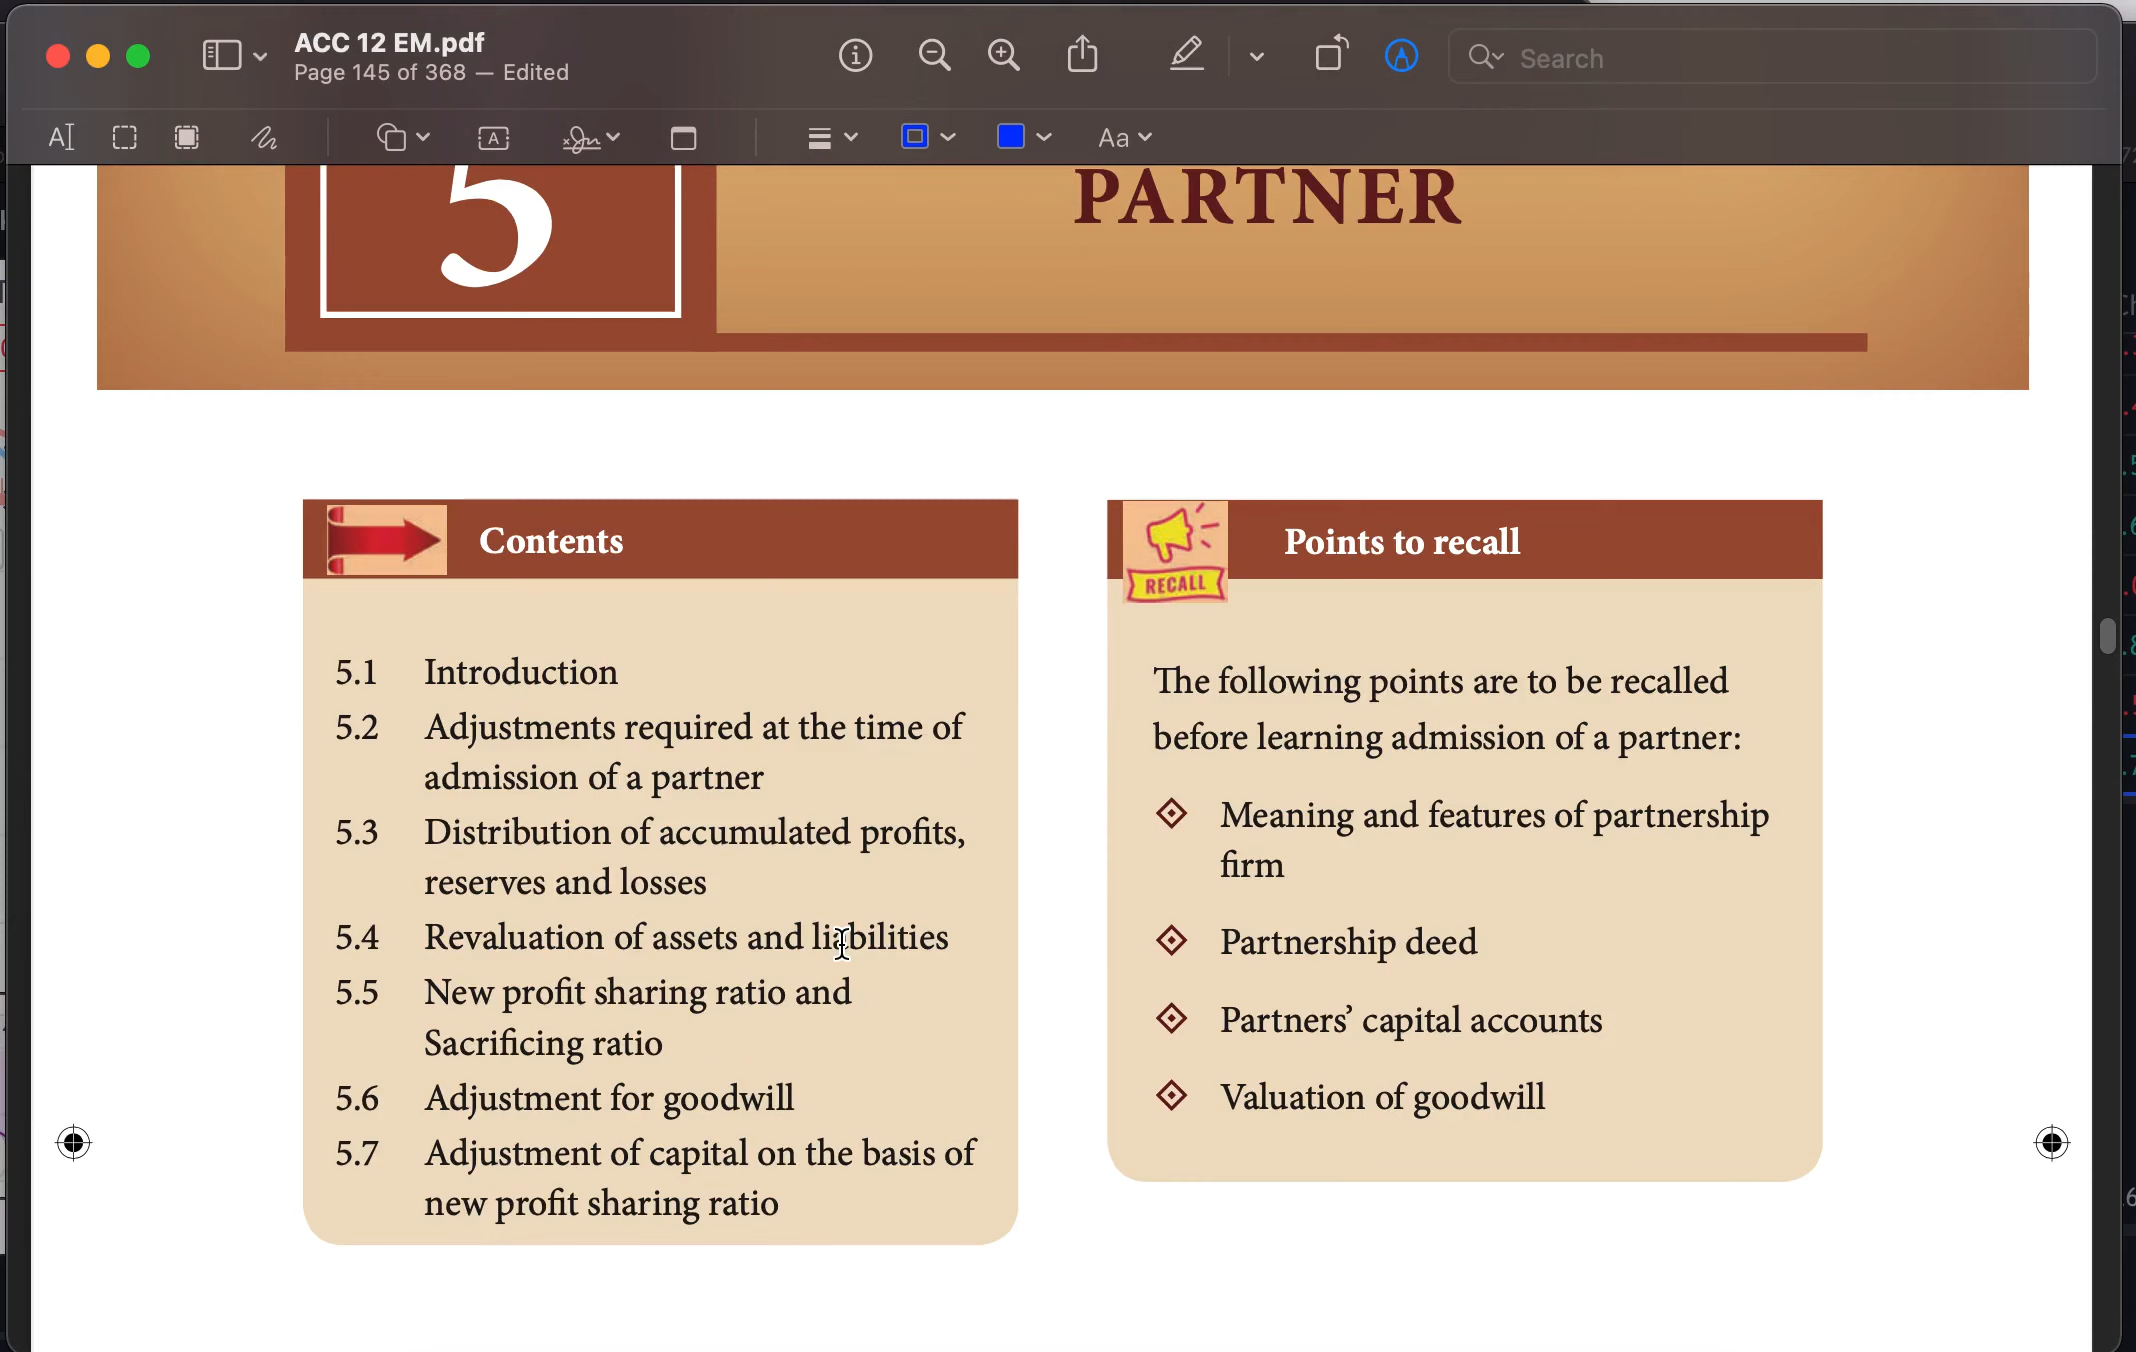 ACC 12 EM.pdf
Page 145 of 368 — Edited
Search
Aa
5
PARTNER
Contents
5.1 Introduction
5.2 Adjustments required at the time of
admission of a partner
5.3 Distribution of accumulated profits,
reserves and losses
5.4 Revaluation of assets and liabilities
5.5 New profit sharing ratio and
Sacrificing ratio
5.6 Adjustment for goodwill
5.7 Adjustment of capital on the basis of
new profit sharing ratio
RECALL
Points to recall
The following points are to be recalled
before learning admission of a partner:
Meaning and features of partnership
firm
Partnership deed
Partners’ capital accounts
Valuation of goodwill